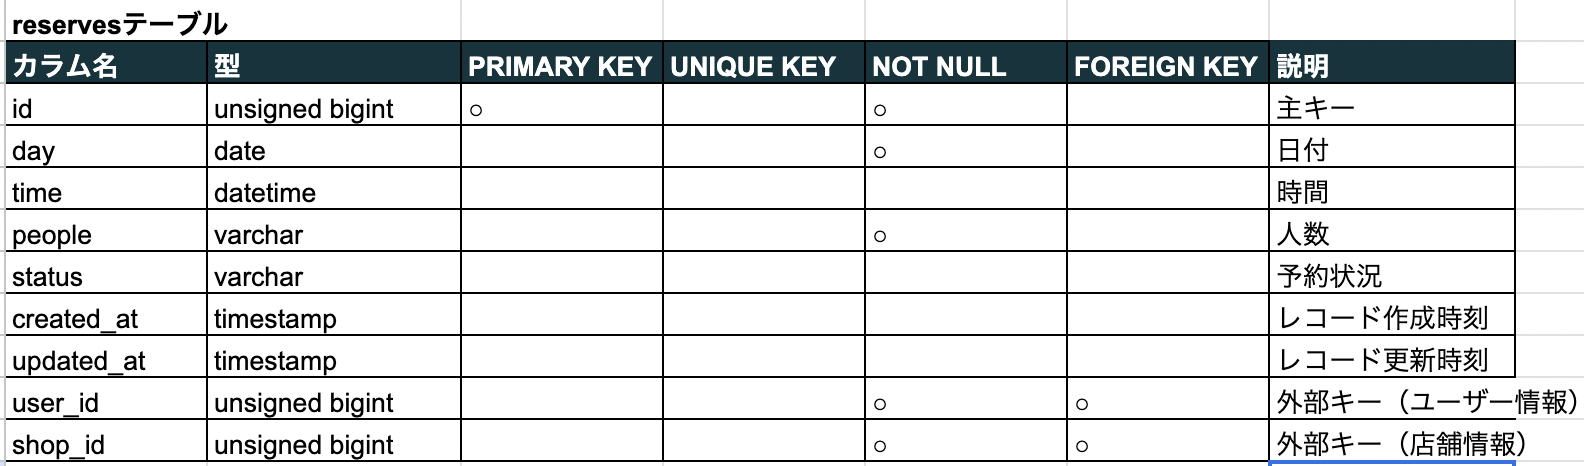 reservesテーブル
カラム名 型 PRIMARY KEY UNIQUE KEY NOT NULL FOREIGN KEY 説明
id unsigned bigint ○ ○ 主キー
day date ○ 日付
time datetime 時間
people varchar ○ 人数
status varchar 予約状況
created_at timestamp レコード作成時刻
updated_at timestamp レコード更新時刻
user_id unsigned bigint ○ ○ 外部キー（ユーザー情報）
shop_id unsigned bigint ○ ○ 外部キー（店舗情報）